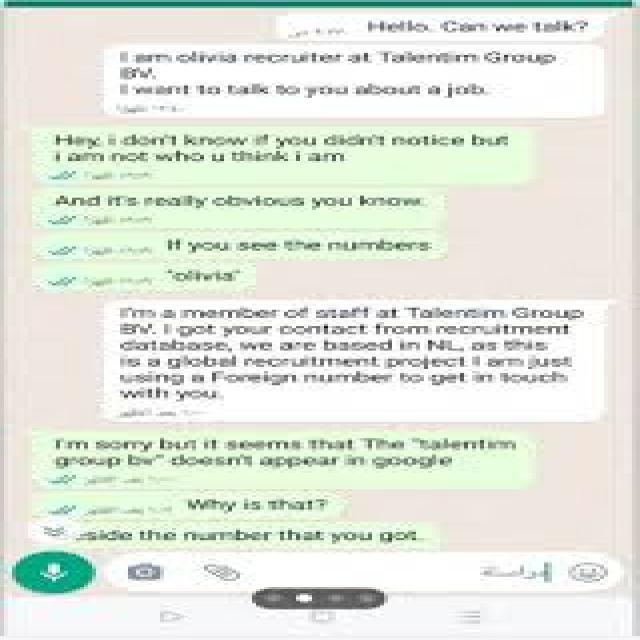 Hello. Can we talk?
I am olivia recruiter at Talentim Group
BV.
I want to talk to you about a job.
Hey, i don't know if you didn't notice but
i am not who u think i am
And it's really obvious you know.
If you see the numbers
"olivia"
I'm a member of staff at Talentim Group
BV. I got your contact from recruitment
database, we are based in NL, as this
is a global recruitment project I am just
using a Foreign number to get in touch
with you.
I'm sorry but it seems that The "talentim
group bv" doesn't appear in google
Why is that?
side the number that you got.
مراسلة